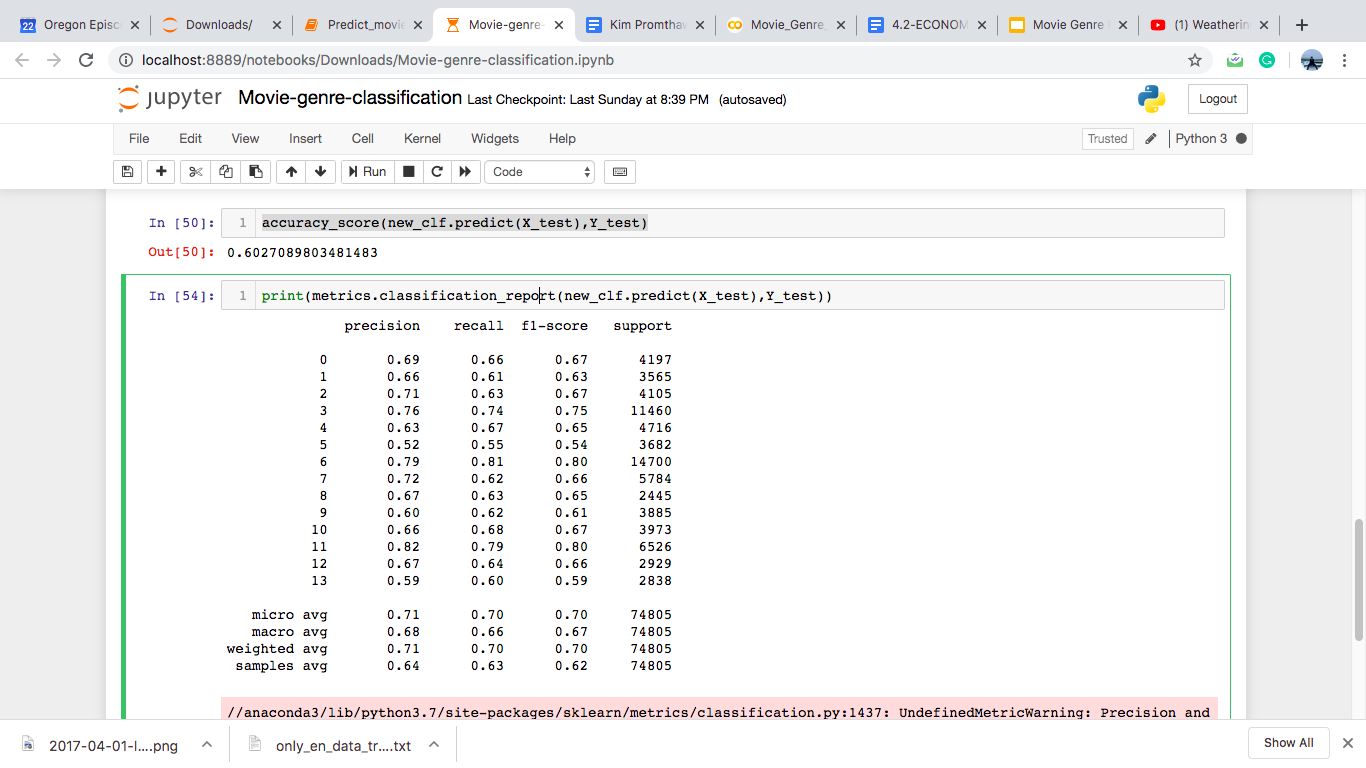 22 Oregon Episc
Downloads/
Predict_movie
Movie-genre-
Kim Promthaw
Movie_Genre_
4.2-ECONOM
Movie Genre
(1) Weatherin
localhost:8889/notebooks/Downloads/Movie-genre-classification.ipynb
jupyter Movie-genre-classification Last Checkpoint: Last Sunday at 8:39 PM (autosaved)
Logout
File Edit View Insert Cell Kernel Widgets Help
Trusted Python 3
Run Code
In [50]: 1 accuracy_score(new_clf.predict(X_test),Y_test)
Out[50]: 0.6027089803481483
In [54]: 1 print(metrics.classification_report(new_clf.predict(X_test),Y_test))
precision recall f1-score support
0 0.69 0.66 0.67 4197
1 0.66 0.61 0.63 3565
2 0.71 0.63 0.67 4105
3 0.76 0.74 0.75 11460
4 0.63 0.67 0.65 4716
5 0.52 0.55 0.54 3682
6 0.79 0.81 0.80 14700
7 0.72 0.62 0.66 5784
8 0.67 0.63 0.65 2445
9 0.60 0.62 0.61 3885
10 0.66 0.68 0.67 3973
11 0.82 0.79 0.80 6526
12 0.67 0.64 0.66 2929
13 0.59 0.60 0.59 2838
micro avg 0.71 0.70 0.70 74805
macro avg 0.68 0.66 0.67 74805
weighted avg 0.71 0.70 0.70 74805
samples avg 0.64 0.63 0.62 74805
//anaconda3/lib/python3.7/site-packages/sklearn/metrics/classification.py:1437: UndefinedMetricWarning: Precision and
2017-04-01-I....png
only_en_data_tr....txt
Show All